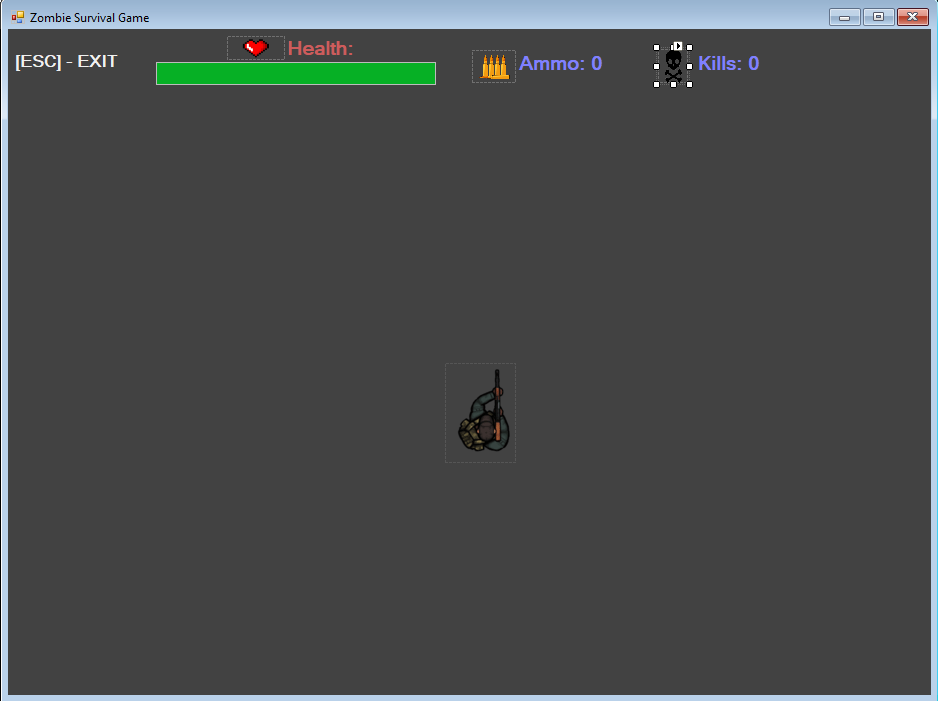 Zombie Survival Game
[ESC] - EXIT
Health:
Ammo: 0
Kills: 0